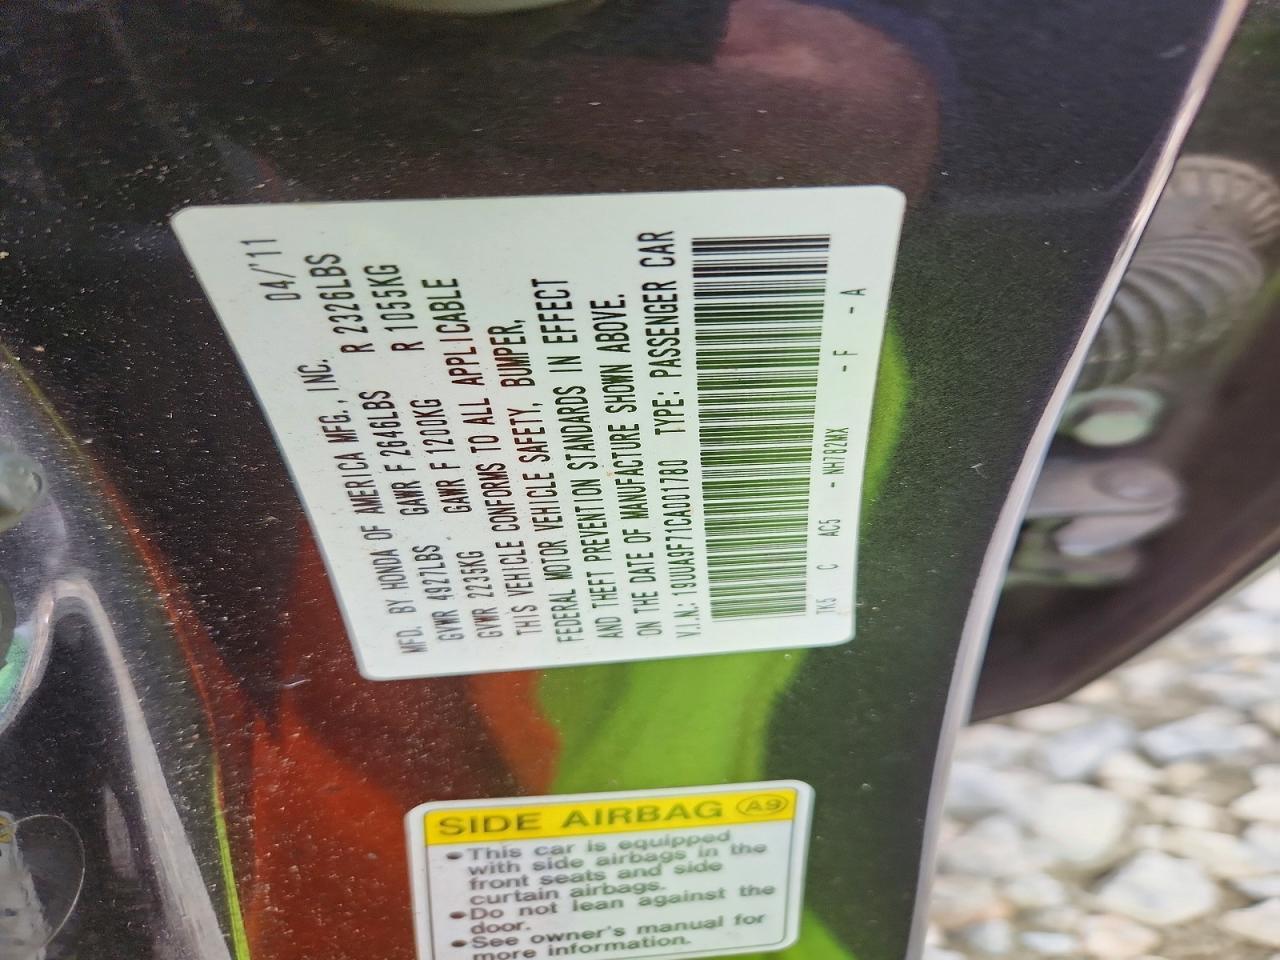 04/'11
MFD. BY HONDA OF AMERICA MFG., INC.
GVWR 4927LBS GAWR F 2646LBS R 2326LBS
GVWR 2235KG GAWR F 1200KG R 1055KG
THIS VEHICLE CONFORMS TO ALL APPLICABLE
FEDERAL MOTOR VEHICLE SAFETY, BUMPER,
AND THEFT PREVENTION STANDARDS IN EFFECT
ON THE DATE OF MANUFACTURE SHOWN ABOVE.
V.I.N.: 19UUA9F71CA001780 TYPE: PASSENGER CAR
TK5 C AC5 - NH782MX - F - A
SIDE AIRBAG A9
• This car is equipped
with side airbags in the
front seats and side
curtain airbags.
• Do not lean against the
door.
• See owner's manual for
more information.